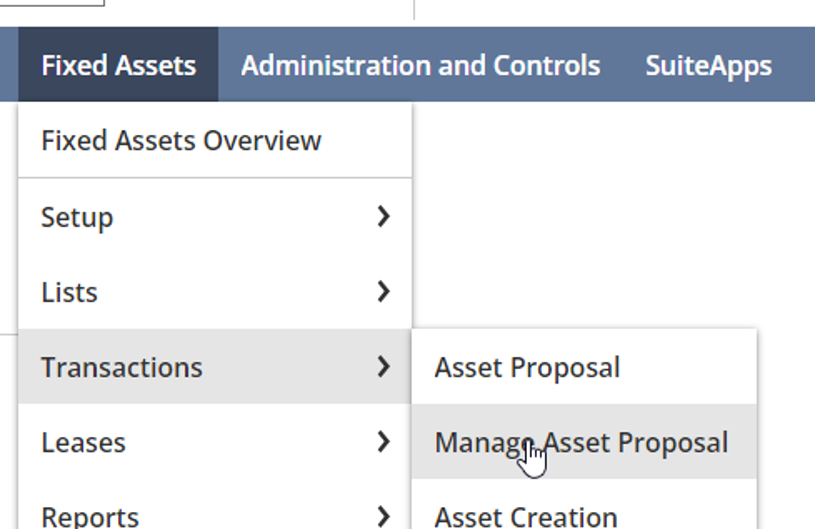 Fixed Assets Administration and Controls SuiteApps
Fixed Assets Overview
Setup
Lists
Transactions
Asset Proposal
Leases
Manage Asset Proposal
Reports
Asset Creation